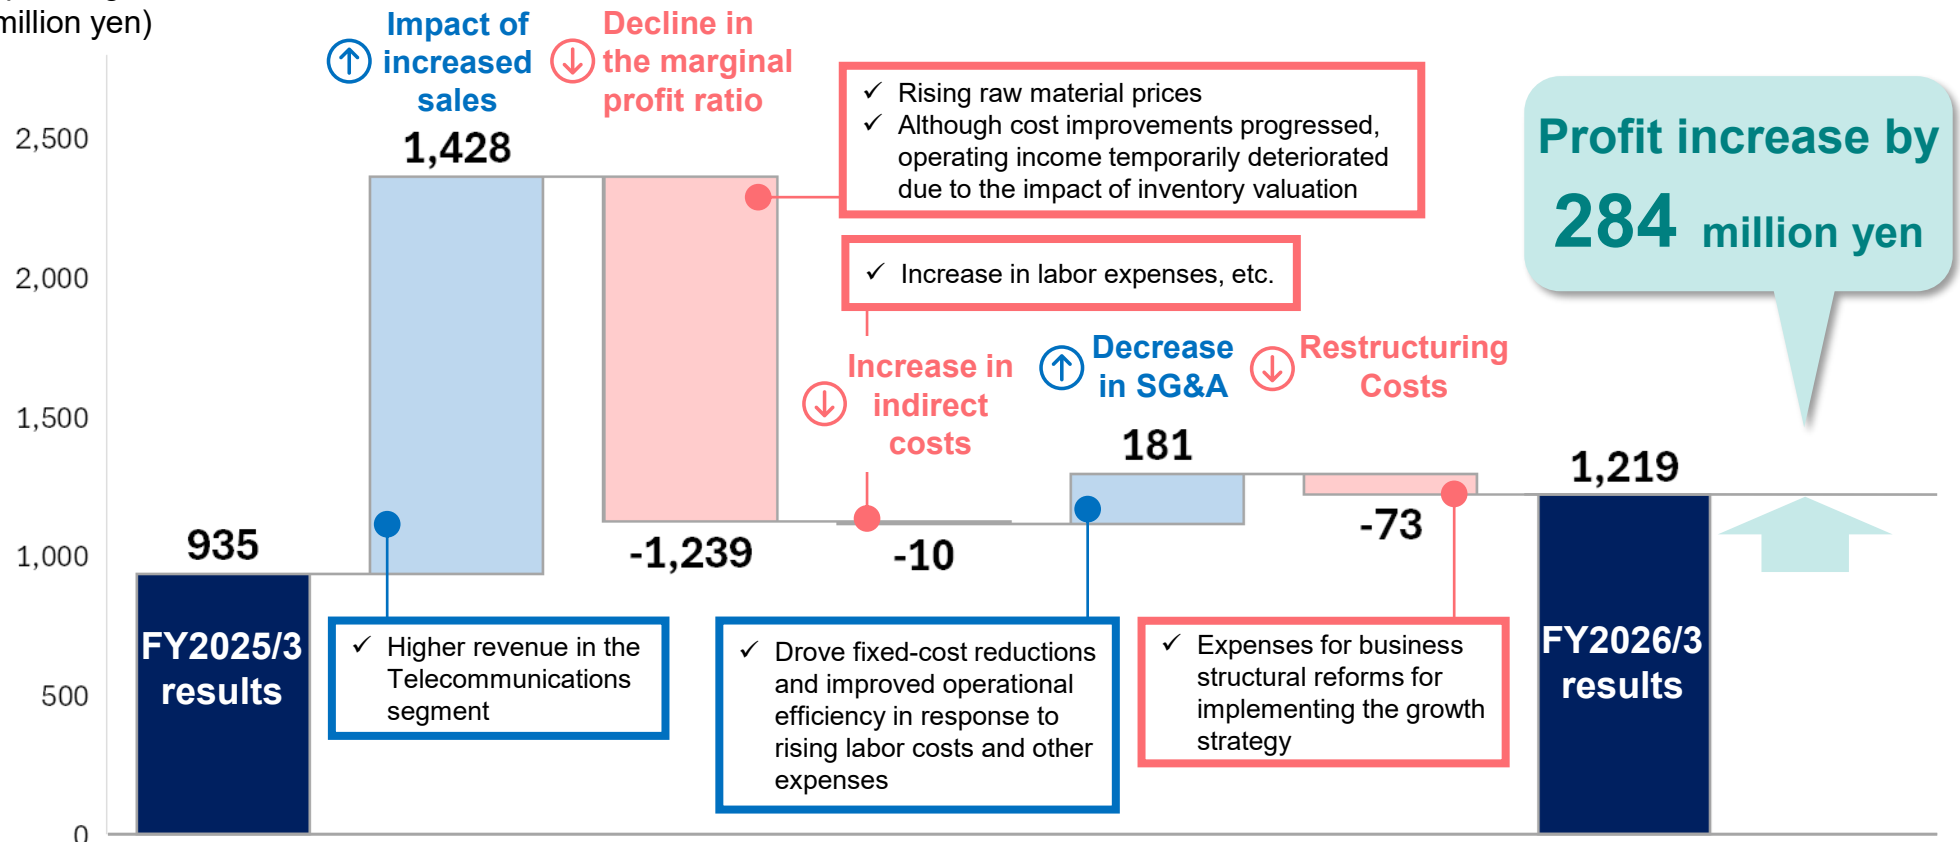 million yen)
Impact of
increased
sales
1,428
Decline in
the marginal
profit ratio
✓ Rising raw material prices
✓ Although cost improvements progressed,
operating income temporarily deteriorated
due to the impact of inventory valuation
✓ Increase in labor expenses, etc.
Profit increase by
284 million yen
2,500
2,000
1,500
1,000
500
0
Increase in
indirect
costs
Decrease
in SG&A
Restructuring
Costs
935
-1,239
-10
181
-73
1,219
FY2025/3
results
✓ Higher revenue in the
Telecommunications
segment
✓ Drove fixed-cost reductions
and improved operational
efficiency in response to
rising labor costs and other
expenses
✓ Expenses for business
structural reforms for
implementing the growth
strategy
FY2026/3
results